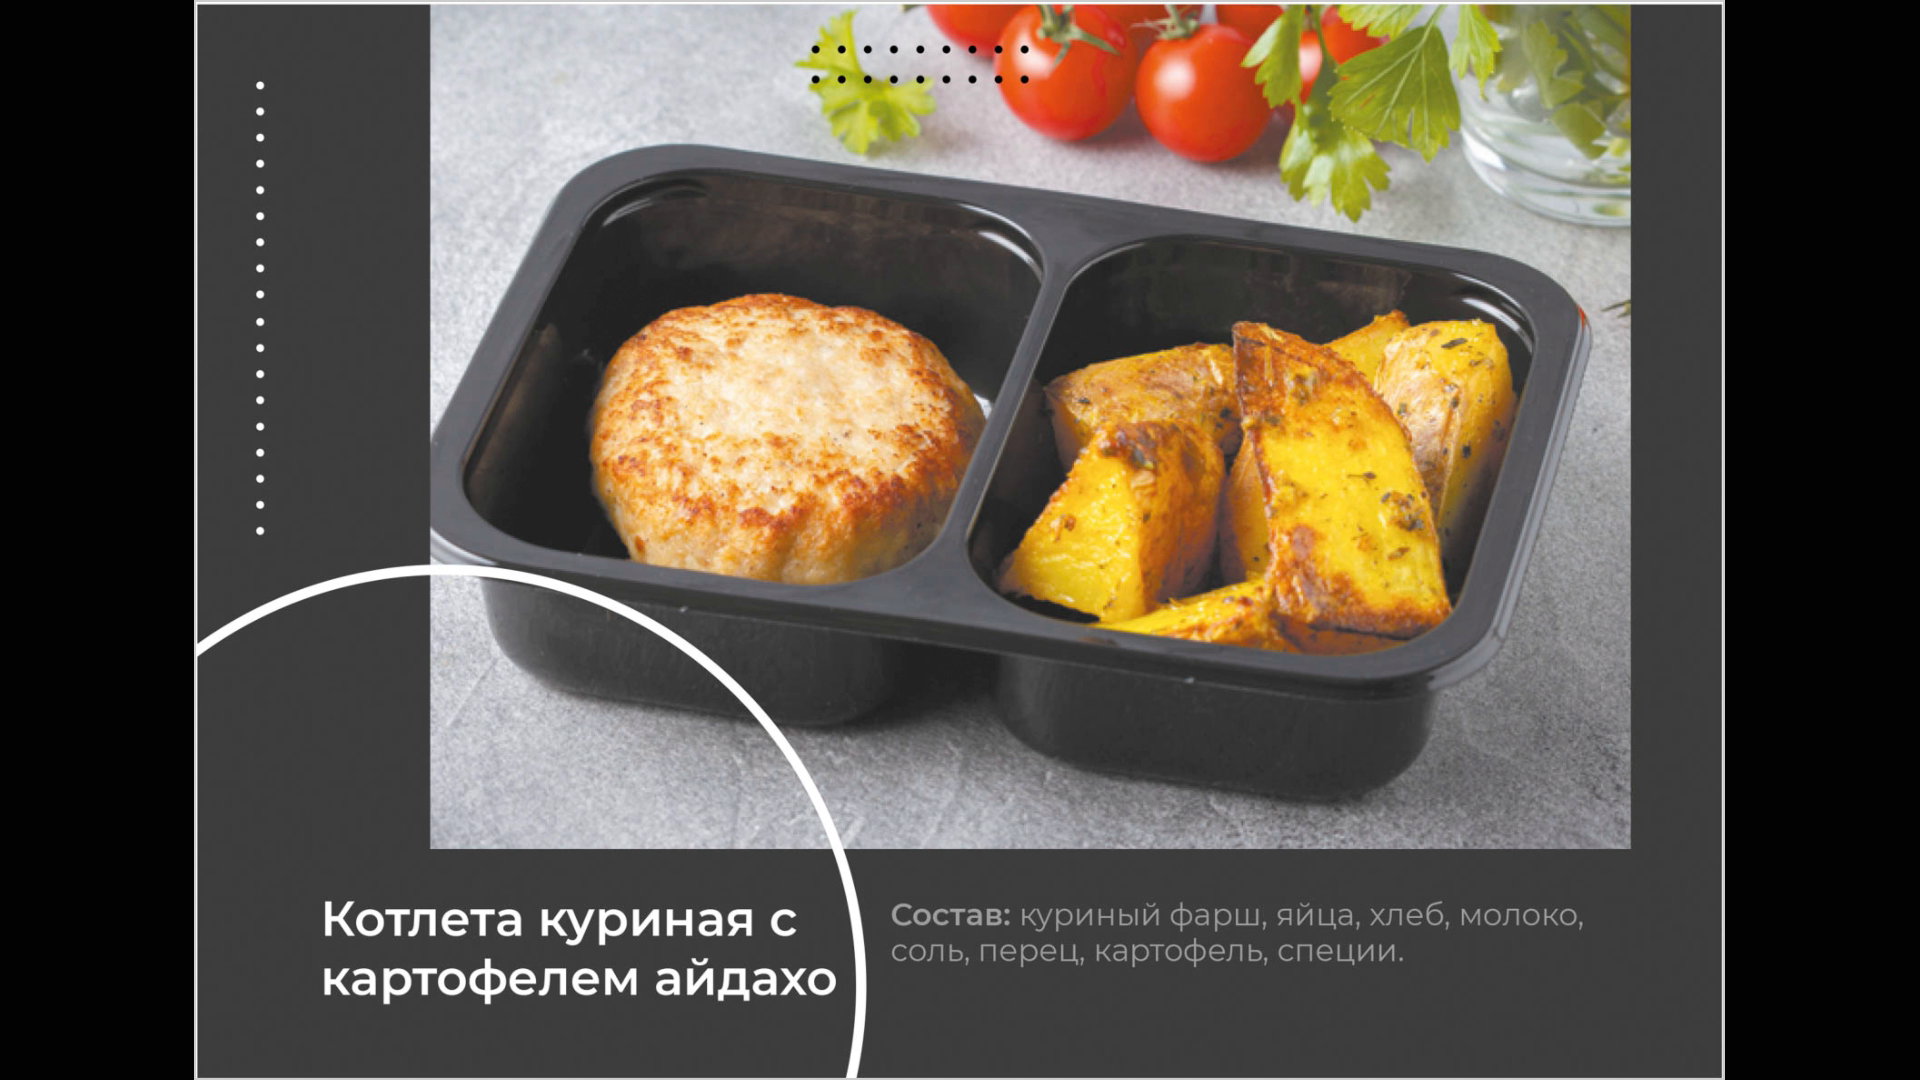 Котлета куриная с
картофелем айдахо
Состав: куриный фарш, яйца, хлеб, молоко,
соль, перец, картофель, специи.